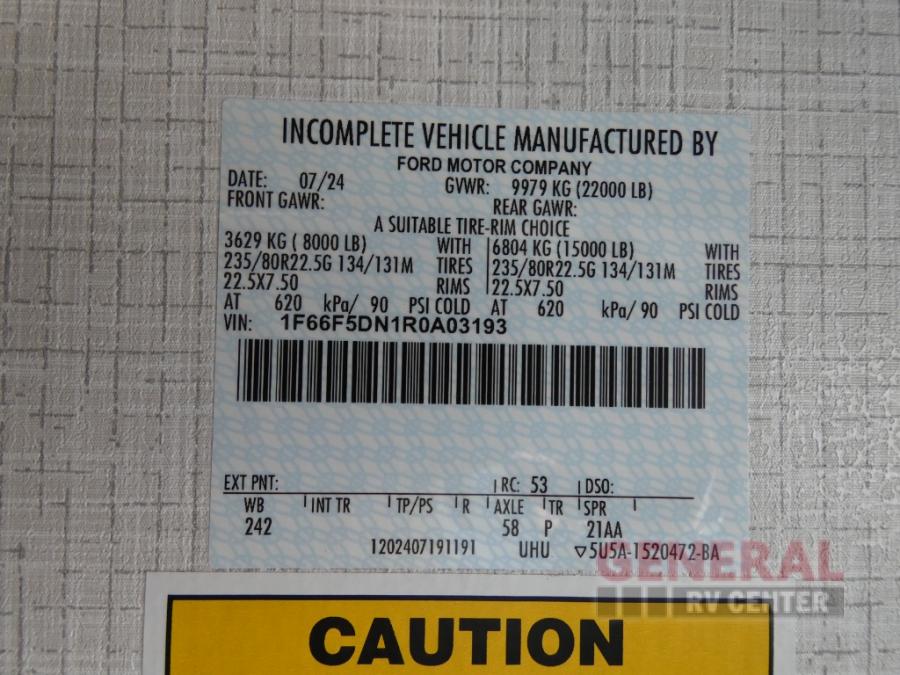 INCOMPLETE VEHICLE MANUFACTURED BY
FORD MOTOR COMPANY
DATE: 07/24 GVWR: 9979 KG (22000 LB)
FRONT GAWR: REAR GAWR:
A SUITABLE TIRE-RIM CHOICE
3629 KG ( 8000 LB) WITH 6804 KG (15000 LB) WITH
235/80R22.5G 134/131M TIRES 235/80R22.5G 134/131M TIRES
22.5X7.50 RIMS 22.5X7.50 RIMS
AT 620 kPa/ 90 PSI COLD AT 620 kPa/ 90 PSI COLD
VIN: 1F66F5DN1R0A03193
EXT PNT: RC: 53 DSO:
WB INT TR TP/PS R AXLE TR SPR
242 58 P 21AA
1202407191191 UHU ▽5U5A-1520472-BA
GENERAL
RV CENTER
CAUTION